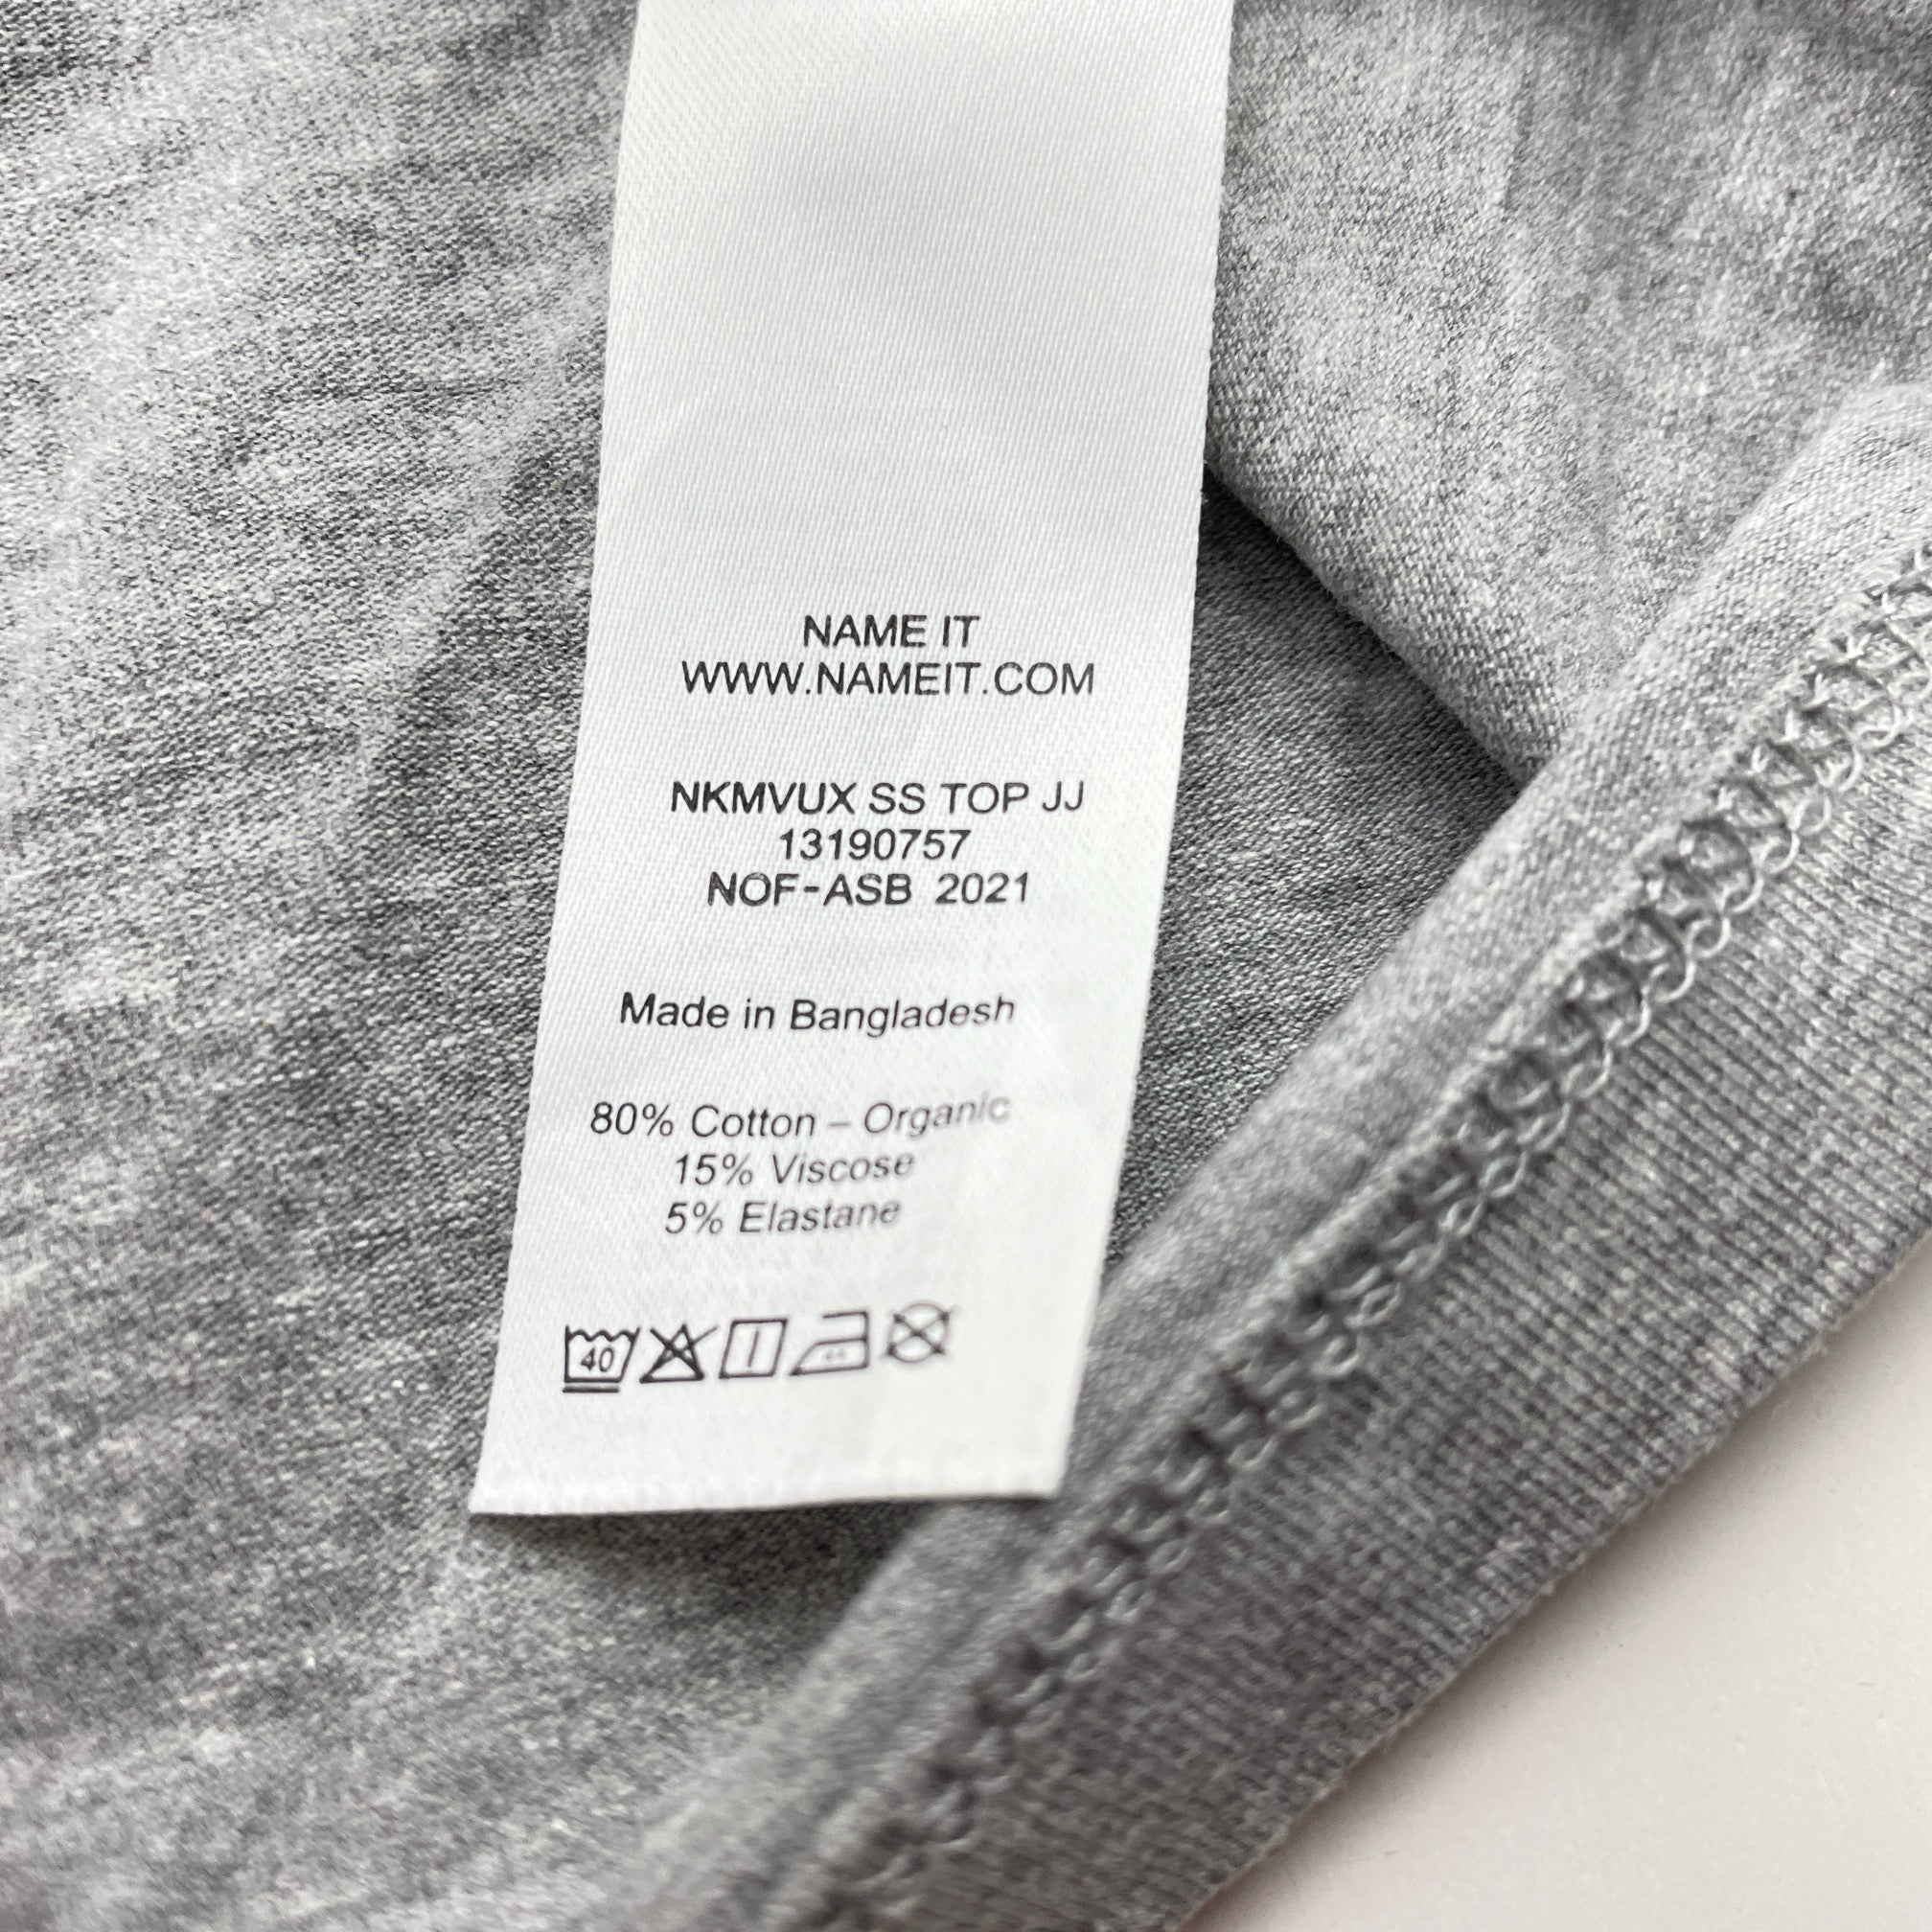 NAME IT
WWW.NAMEIT.COM
NKMVUX SS TOP JJ
13190757
NOF-ASB 2021
Made in Bangladesh
80% Cotton – Organic
15% Viscose
5% Elastane
40